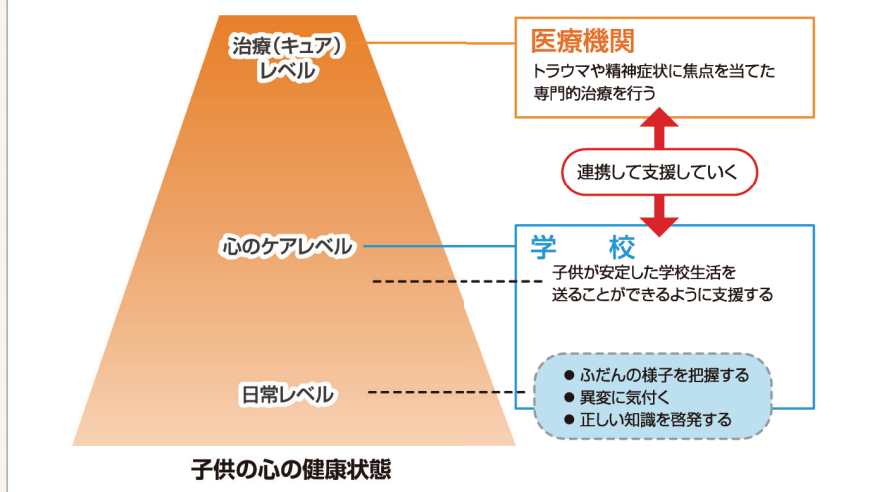 治療(キュア)
レベル
医療機関
トラウマや精神症状に焦点を当てた
専門的治療を行う
連携して支援していく
心のケアレベル
学 校
子供が安定した学校生活を
送ることができるように支援する
日常レベル
● ふだんの様子を把握する
● 異変に気付く
● 正しい知識を啓発する
子供の心の健康状態